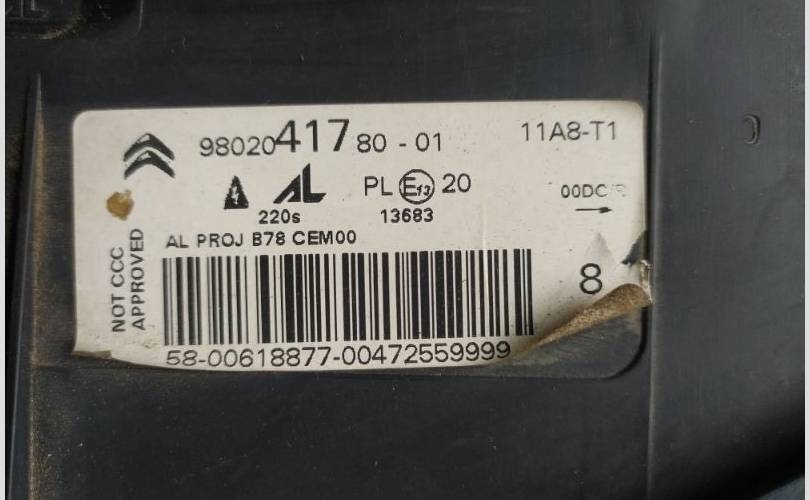 9802041780 - 01
11A8-T1
AL
PL E13 20
220s
13683
00DC/
AL PROJ B78 CEM00
NOT CCC
APPROVED
8
58-00618877-00472559999